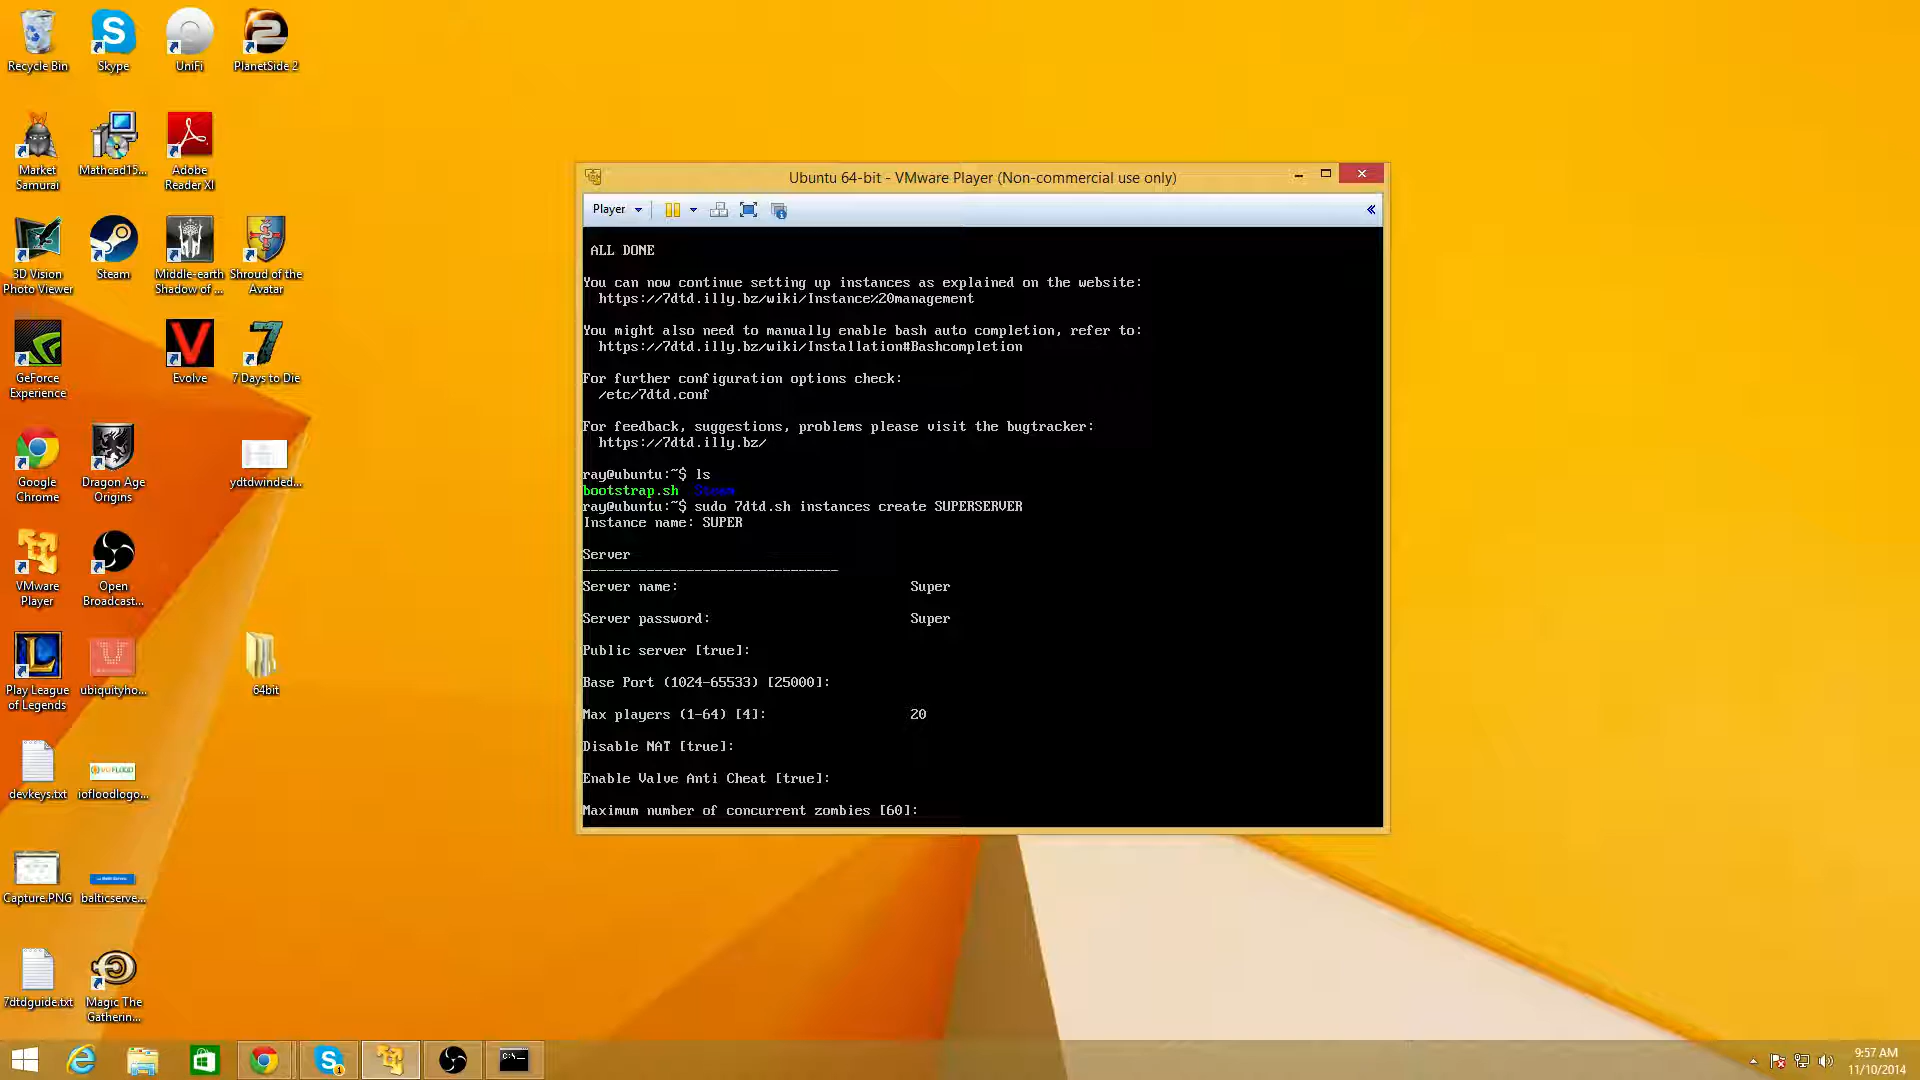 Recycle Bin
Skype
UniFi
PlanetSide 2
Market
Samurai
Mathcad15...
Adobe
Reader XI
3D Vision
Photo Viewer
Steam
Middle-earth
Shadow of ...
Shroud of the
Avatar
GeForce
Experience
Evolve
7 Days to Die
Google
Chrome
Dragon Age
Origins
ydtdwinded...
VMware
Player
Open
Broadcast...
Play League
of Legends
ubiquityho...
64bit
devkeys.txt
iofloodlogo...
Capture.PNG
balticserve...
7dtdguide.txt
Magic The
Gatherin...
Ubuntu 64-bit - VMware Player (Non-commercial use only)
Player
ALL DONE
You can now continue setting up instances as explained on the website:
https://7dtd.illy.bz/wiki/Instance%20management
You might also need to manually enable bash auto completion, refer to:
https://7dtd.illy.bz/wiki/Installation#Bashcompletion
For further configuration options check:
/etc/7dtd.conf
For feedback, suggestions, problems please visit the bugtracker:
https://7dtd.illy.bz/
ray@ubuntu:~$ ls
bootstrap.sh Steam
ray@ubuntu:~$ sudo 7dtd.sh instances create SUPERSERVER
Instance name: SUPER
Server
--------------------------------
Server name: Super
Server password: Super
Public server [true]:
Base Port (1024-65533) [25000]:
Max players (1-64) [4]: 20
Disable NAT [true]:
Enable Valve Anti Cheat [true]:
Maximum number of concurrent zombies [60]:
9:57 AM
11/10/2014